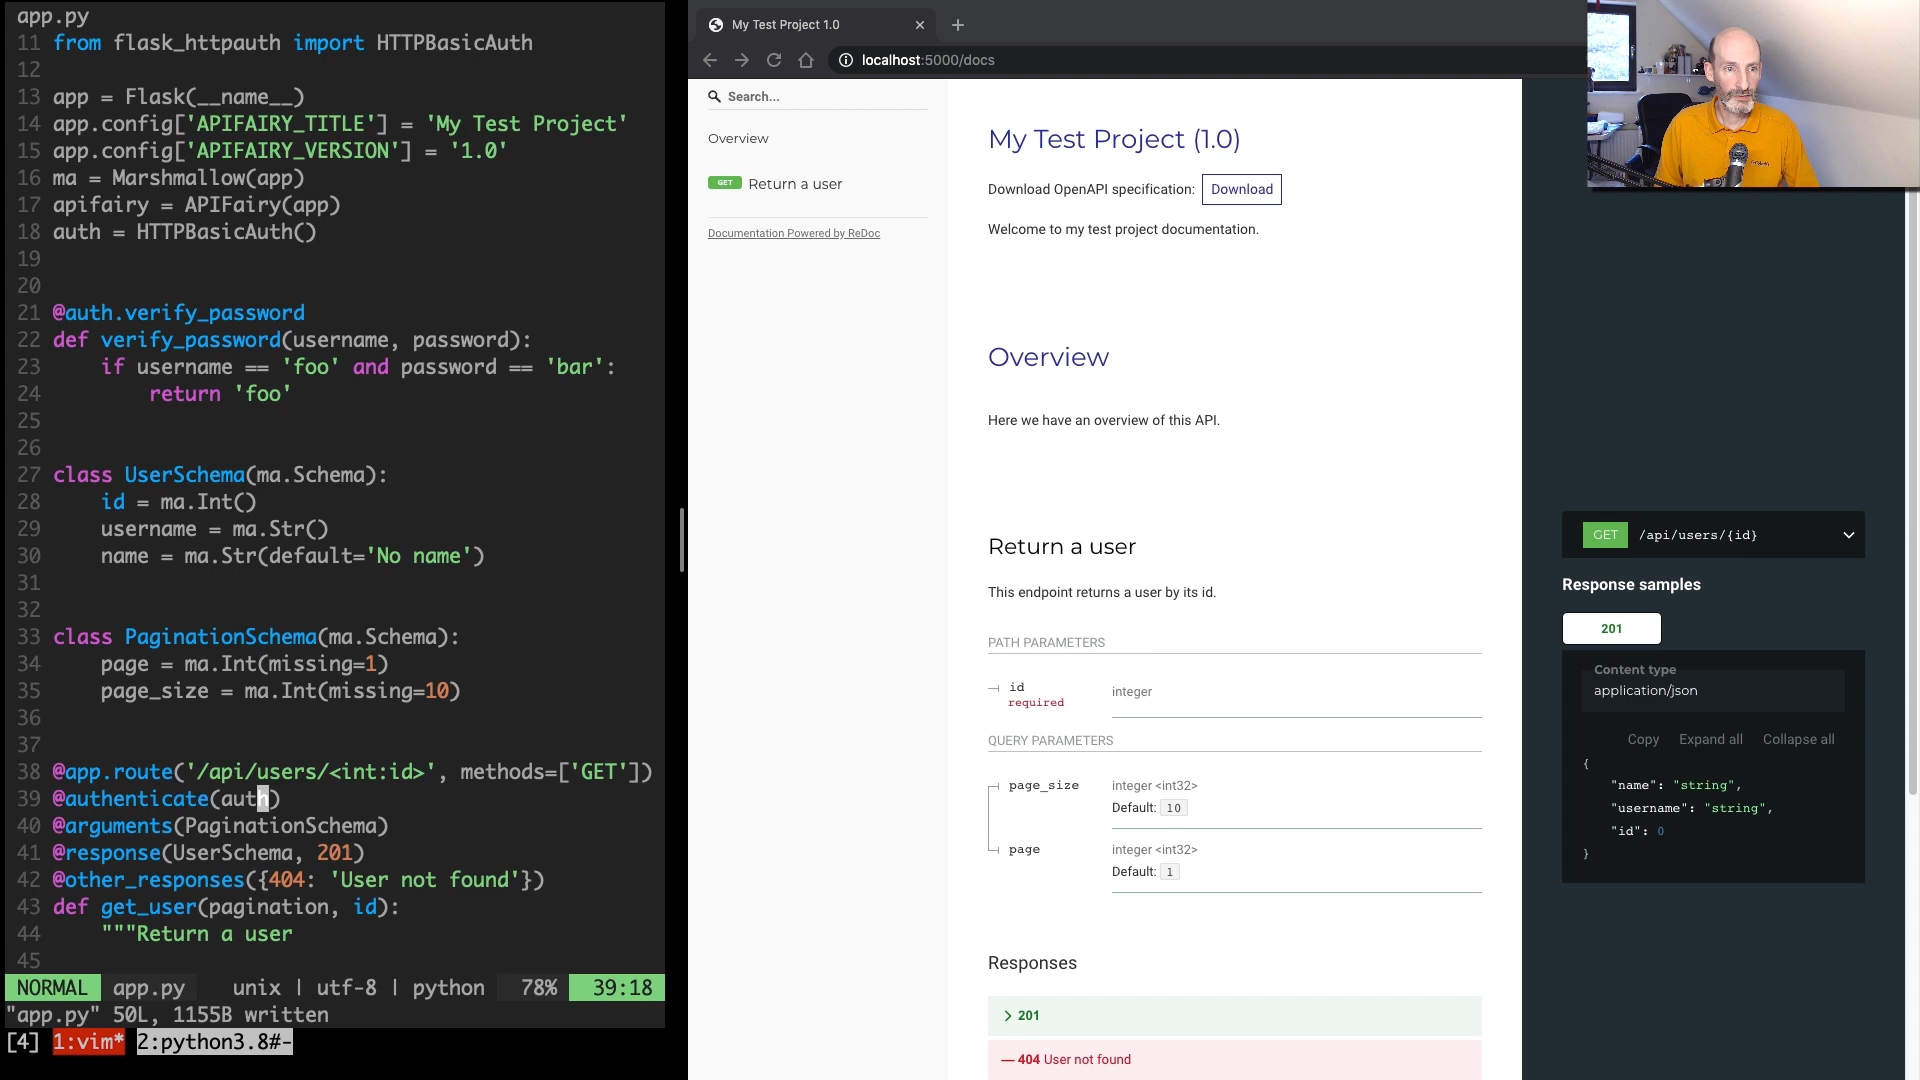 app.py
11 from flask_httpauth import HTTPBasicAuth
12
13 app = Flask(__name__)
14 app.config['APIFAIRY_TITLE'] = 'My Test Project'
15 app.config['APIFAIRY_VERSION'] = '1.0'
16 ma = Marshmallow(app)
17 apifairy = APIFairy(app)
18 auth = HTTPBasicAuth()
19
20
21 @auth.verify_password
22 def verify_password(username, password):
23     if username == 'foo' and password == 'bar':
24         return 'foo'
25
26
27 class UserSchema(ma.Schema):
28     id = ma.Int()
29     username = ma.Str()
30     name = ma.Str(default='No name')
31
32
33 class PaginationSchema(ma.Schema):
34     page = ma.Int(missing=1)
35     page_size = ma.Int(missing=10)
36
37
38 @app.route('/api/users/<int:id>', methods=['GET'])
39 @authenticate(auth)
40 @arguments(PaginationSchema)
41 @response(UserSchema, 201)
42 @other_responses({404: 'User not found'})
43 def get_user(pagination, id):
44     """Return a user
45
NORMAL app.py unix | utf-8 | python 78% 39:18
"app.py" 50L, 1155B written
[4] 1:vim* 2:python3.8#-
My Test Project 1.0
localhost:5000/docs
Search...
Overview
GET Return a user
Documentation Powered by ReDoc
My Test Project (1.0)
Download OpenAPI specification: Download
Welcome to my test project documentation.
Overview
Here we have an overview of this API.
Return a user
This endpoint returns a user by its id.
PATH PARAMETERS
id
required
integer
QUERY PARAMETERS
page_size
integer <int32>
Default: 10
page
integer <int32>
Default: 1
Responses
> 201
— 404 User not found
GET /api/users/{id}
Response samples
201
Content type
application/json
Copy Expand all Collapse all
{
"name": "string",
"username": "string",
"id": 0
}